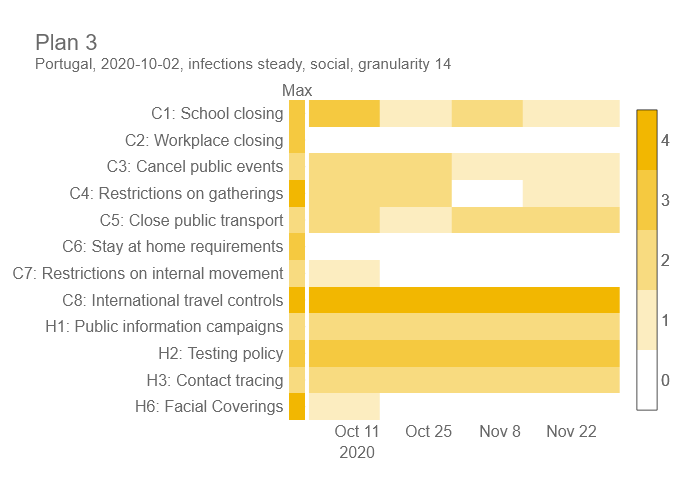 Plan 3
Portugal, 2020-10-02, infections steady, social, granularity 14
Max
C1: School closing
C2: Workplace closing
C3: Cancel public events
C4: Restrictions on gatherings
C5: Close public transport
C6: Stay at home requirements
C7: Restrictions on internal movement
C8: International travel controls
H1: Public information campaigns
H2: Testing policy
H3: Contact tracing
H6: Facial Coverings
Oct 11 Oct 25 Nov 8 Nov 22
2020
4
3
2
1
0